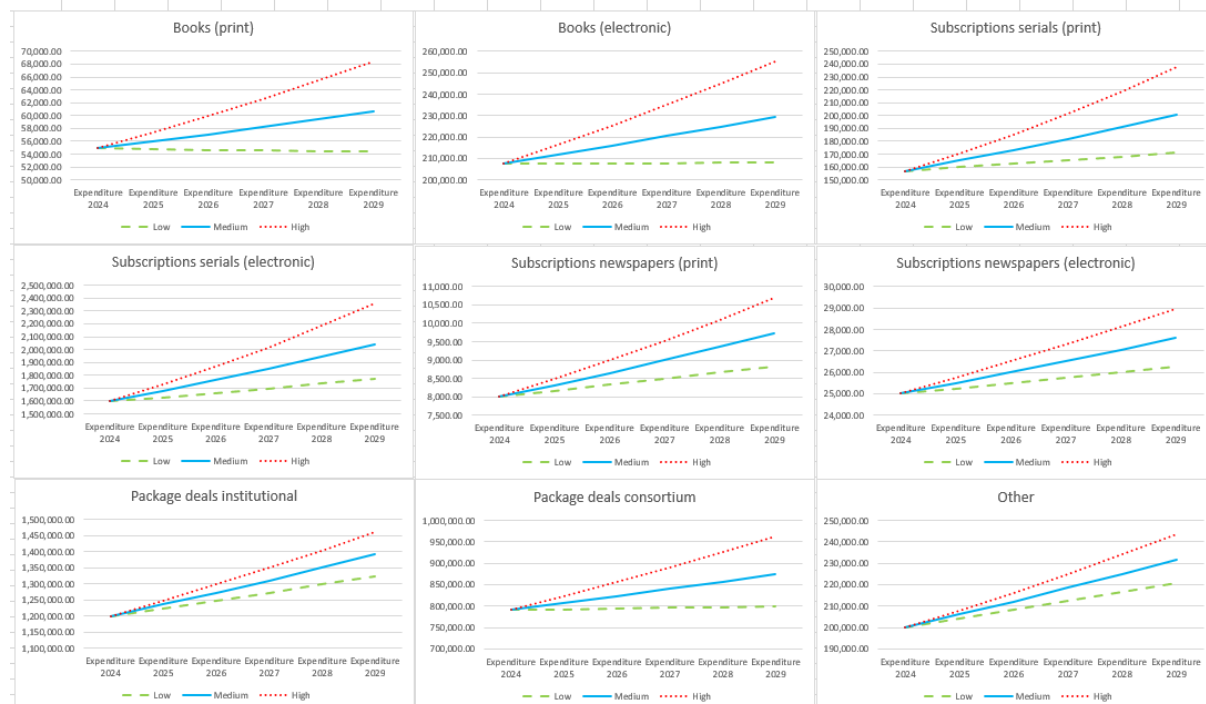 Books (print)
70,000.00
68,000.00
66,000.00
64,000.00
62,000.00
60,000.00
58,000.00
56,000.00
54,000.00
52,000.00
50,000.00
Expenditure Expenditure Expenditure Expenditure Expenditure Expenditure
2024 2025 2026 2027 2028 2029
Low Medium High
Books (electronic)
260,000.00
250,000.00
240,000.00
230,000.00
220,000.00
210,000.00
200,000.00
Expenditure Expenditure Expenditure Expenditure Expenditure Expenditure
2024 2025 2026 2027 2028 2029
Low Medium High
Subscriptions serials (print)
250,000.00
240,000.00
230,000.00
220,000.00
210,000.00
200,000.00
190,000.00
180,000.00
170,000.00
160,000.00
150,000.00
Expenditure Expenditure Expenditure Expenditure Expenditure Expenditure
2024 2025 2026 2027 2028 2029
Low Medium High
Subscriptions serials (electronic)
2,500,000.00
2,400,000.00
2,300,000.00
2,200,000.00
2,100,000.00
2,000,000.00
1,900,000.00
1,800,000.00
1,700,000.00
1,600,000.00
1,500,000.00
Expenditure Expenditure Expenditure Expenditure Expenditure Expenditure
2024 2025 2026 2027 2028 2029
Low Medium High
Subscriptions newspapers (print)
11,000.00
10,500.00
10,000.00
9,500.00
9,000.00
8,500.00
8,000.00
7,500.00
Expenditure Expenditure Expenditure Expenditure Expenditure Expenditure
2024 2025 2026 2027 2028 2029
Low Medium High
Subscriptions newspapers (electronic)
30,000.00
29,000.00
28,000.00
27,000.00
26,000.00
25,000.00
24,000.00
Expenditure Expenditure Expenditure Expenditure Expenditure Expenditure
2024 2025 2026 2027 2028 2029
Low Medium High
Package deals institutional
1,500,000.00
1,450,000.00
1,400,000.00
1,350,000.00
1,300,000.00
1,250,000.00
1,200,000.00
1,150,000.00
1,100,000.00
Expenditure Expenditure Expenditure Expenditure Expenditure Expenditure
2024 2025 2026 2027 2028 2029
Low Medium High
Package deals consortium
1,000,000.00
950,000.00
900,000.00
850,000.00
800,000.00
750,000.00
700,000.00
Expenditure Expenditure Expenditure Expenditure Expenditure Expenditure
2024 2025 2026 2027 2028 2029
Low Medium High
Other
250,000.00
240,000.00
230,000.00
220,000.00
210,000.00
200,000.00
190,000.00
Expenditure Expenditure Expenditure Expenditure Expenditure Expenditure
2024 2025 2026 2027 2028 2029
Low Medium High